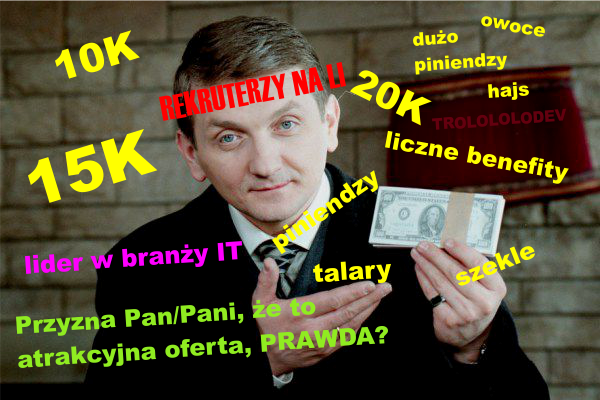 10K
dużo
owoce
piniendzy
hajs
REKRUTERZY NA LI
20K
TROLOLOLODEV
15K
liczne benefity
piniendzy
lider w branży IT
talary
szekle
Przyzna Pan/Pani, że to
atrakcyjna oferta, PRAWDA?